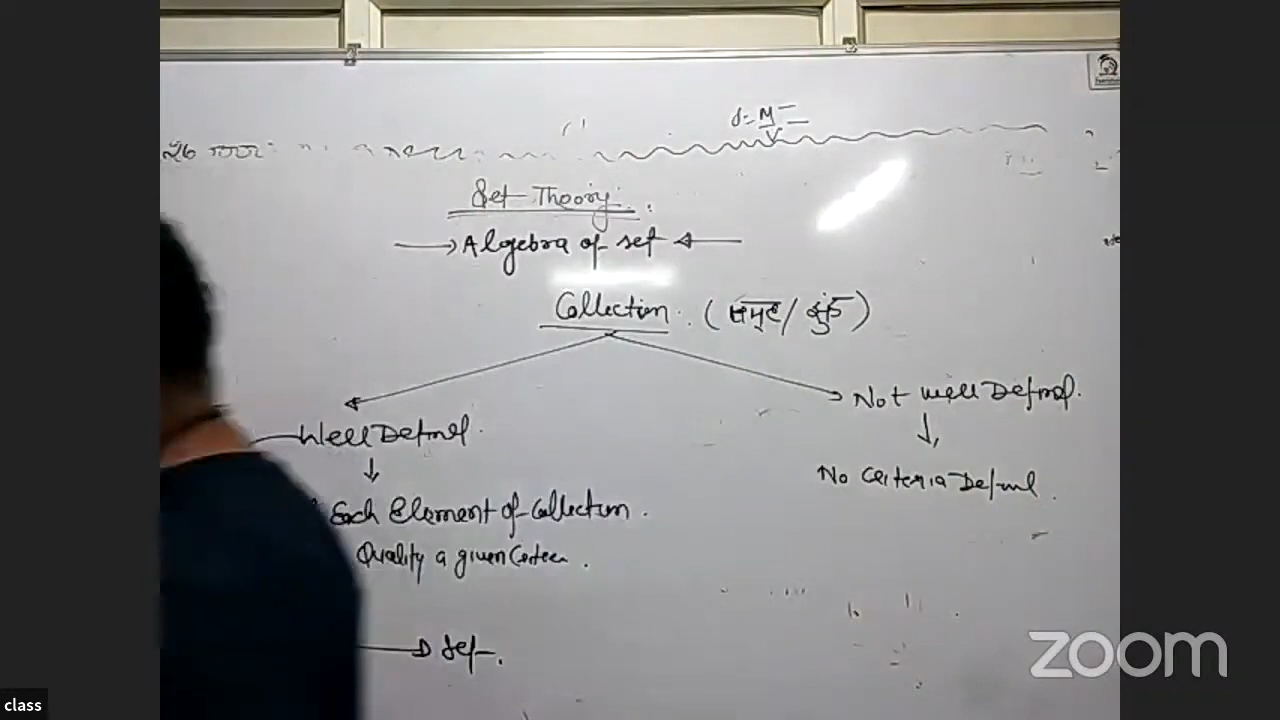 d = M/V
Set Theory
Algebra of set
Collection. (समूह/झुंड)
Well Defined.
Not well Defined.
No Criteria Defined.
Each Element of Collection.
Qualify a given Criteria.
Set.
zoom
class